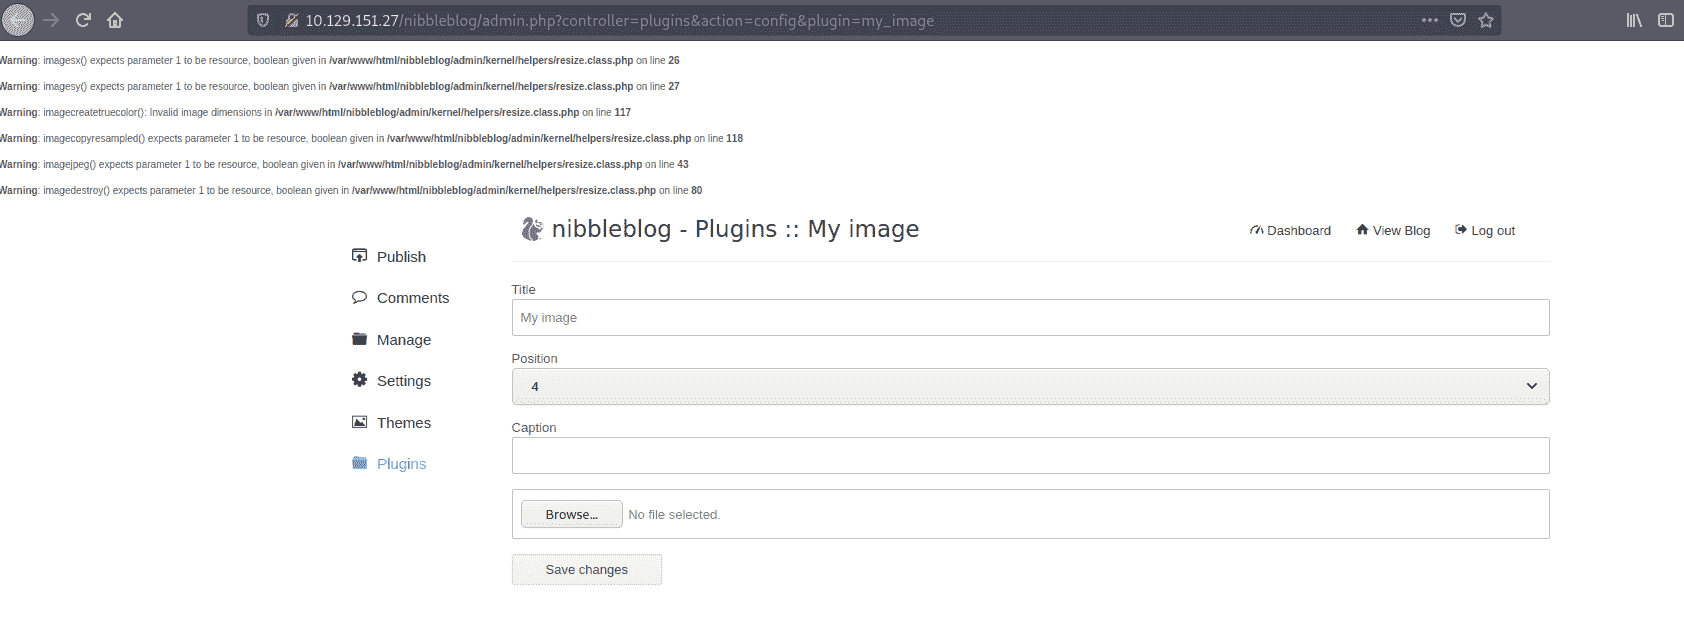 10.129.151.27/nibbleblog/admin.php?controller=plugins&action=config&plugin=my_image
Warning: imagesx() expects parameter 1 to be resource, boolean given in /var/www/html/nibbleblog/admin/kernel/helpers/resize.class.php on line 26
Warning: imagesy() expects parameter 1 to be resource, boolean given in /var/www/html/nibbleblog/admin/kernel/helpers/resize.class.php on line 27
Warning: imagecreatetruecolor(): Invalid image dimensions in /var/www/html/nibbleblog/admin/kernel/helpers/resize.class.php on line 117
Warning: imagecopyresampled() expects parameter 1 to be resource, boolean given in /var/www/html/nibbleblog/admin/kernel/helpers/resize.class.php on line 118
Warning: imagejpeg() expects parameter 1 to be resource, boolean given in /var/www/html/nibbleblog/admin/kernel/helpers/resize.class.php on line 43
Warning: imagedestroy() expects parameter 1 to be resource, boolean given in /var/www/html/nibbleblog/admin/kernel/helpers/resize.class.php on line 80
nibbleblog - Plugins :: My image
Dashboard View Blog Log out
Publish
Comments
Manage
Settings
Themes
Plugins
Title
My image
Position
4
Caption
Browse... No file selected.
Save changes